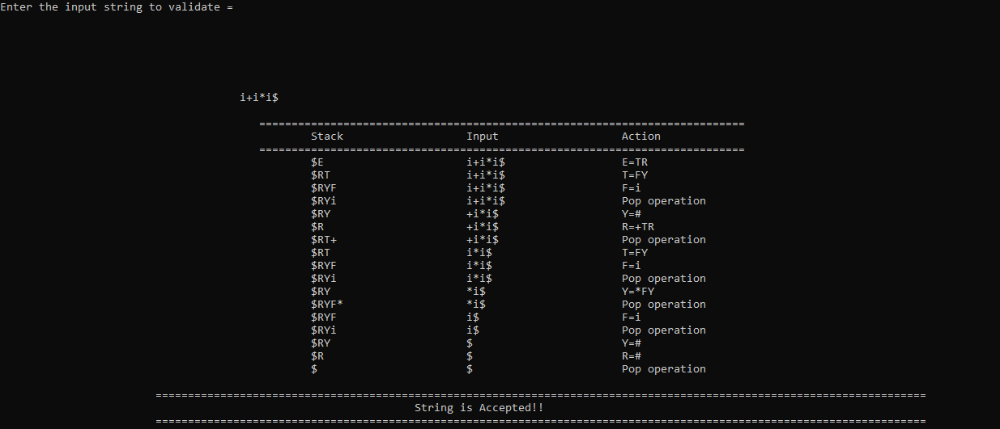 Enter the input string to validate =
i+i*i$
===========================================================================
Stack Input Action
===========================================================================
$E i+i*i$ E=TR
$RT i+i*i$ T=FY
$RYF i+i*i$ F=i
$RYi i+i*i$ Pop operation
$RY +i*i$ Y=#
$R +i*i$ R=+TR
$RT+ +i*i$ Pop operation
$RT i*i$ T=FY
$RYF i*i$ F=i
$RYi i*i$ Pop operation
$RY *i$ Y=*FY
$RYF* *i$ Pop operation
$RYF i$ F=i
$RYi i$ Pop operation
$RY $ Y=#
$R $ R=#
$ $ Pop operation
=======================================================================================================================
String is Accepted!!
=======================================================================================================================